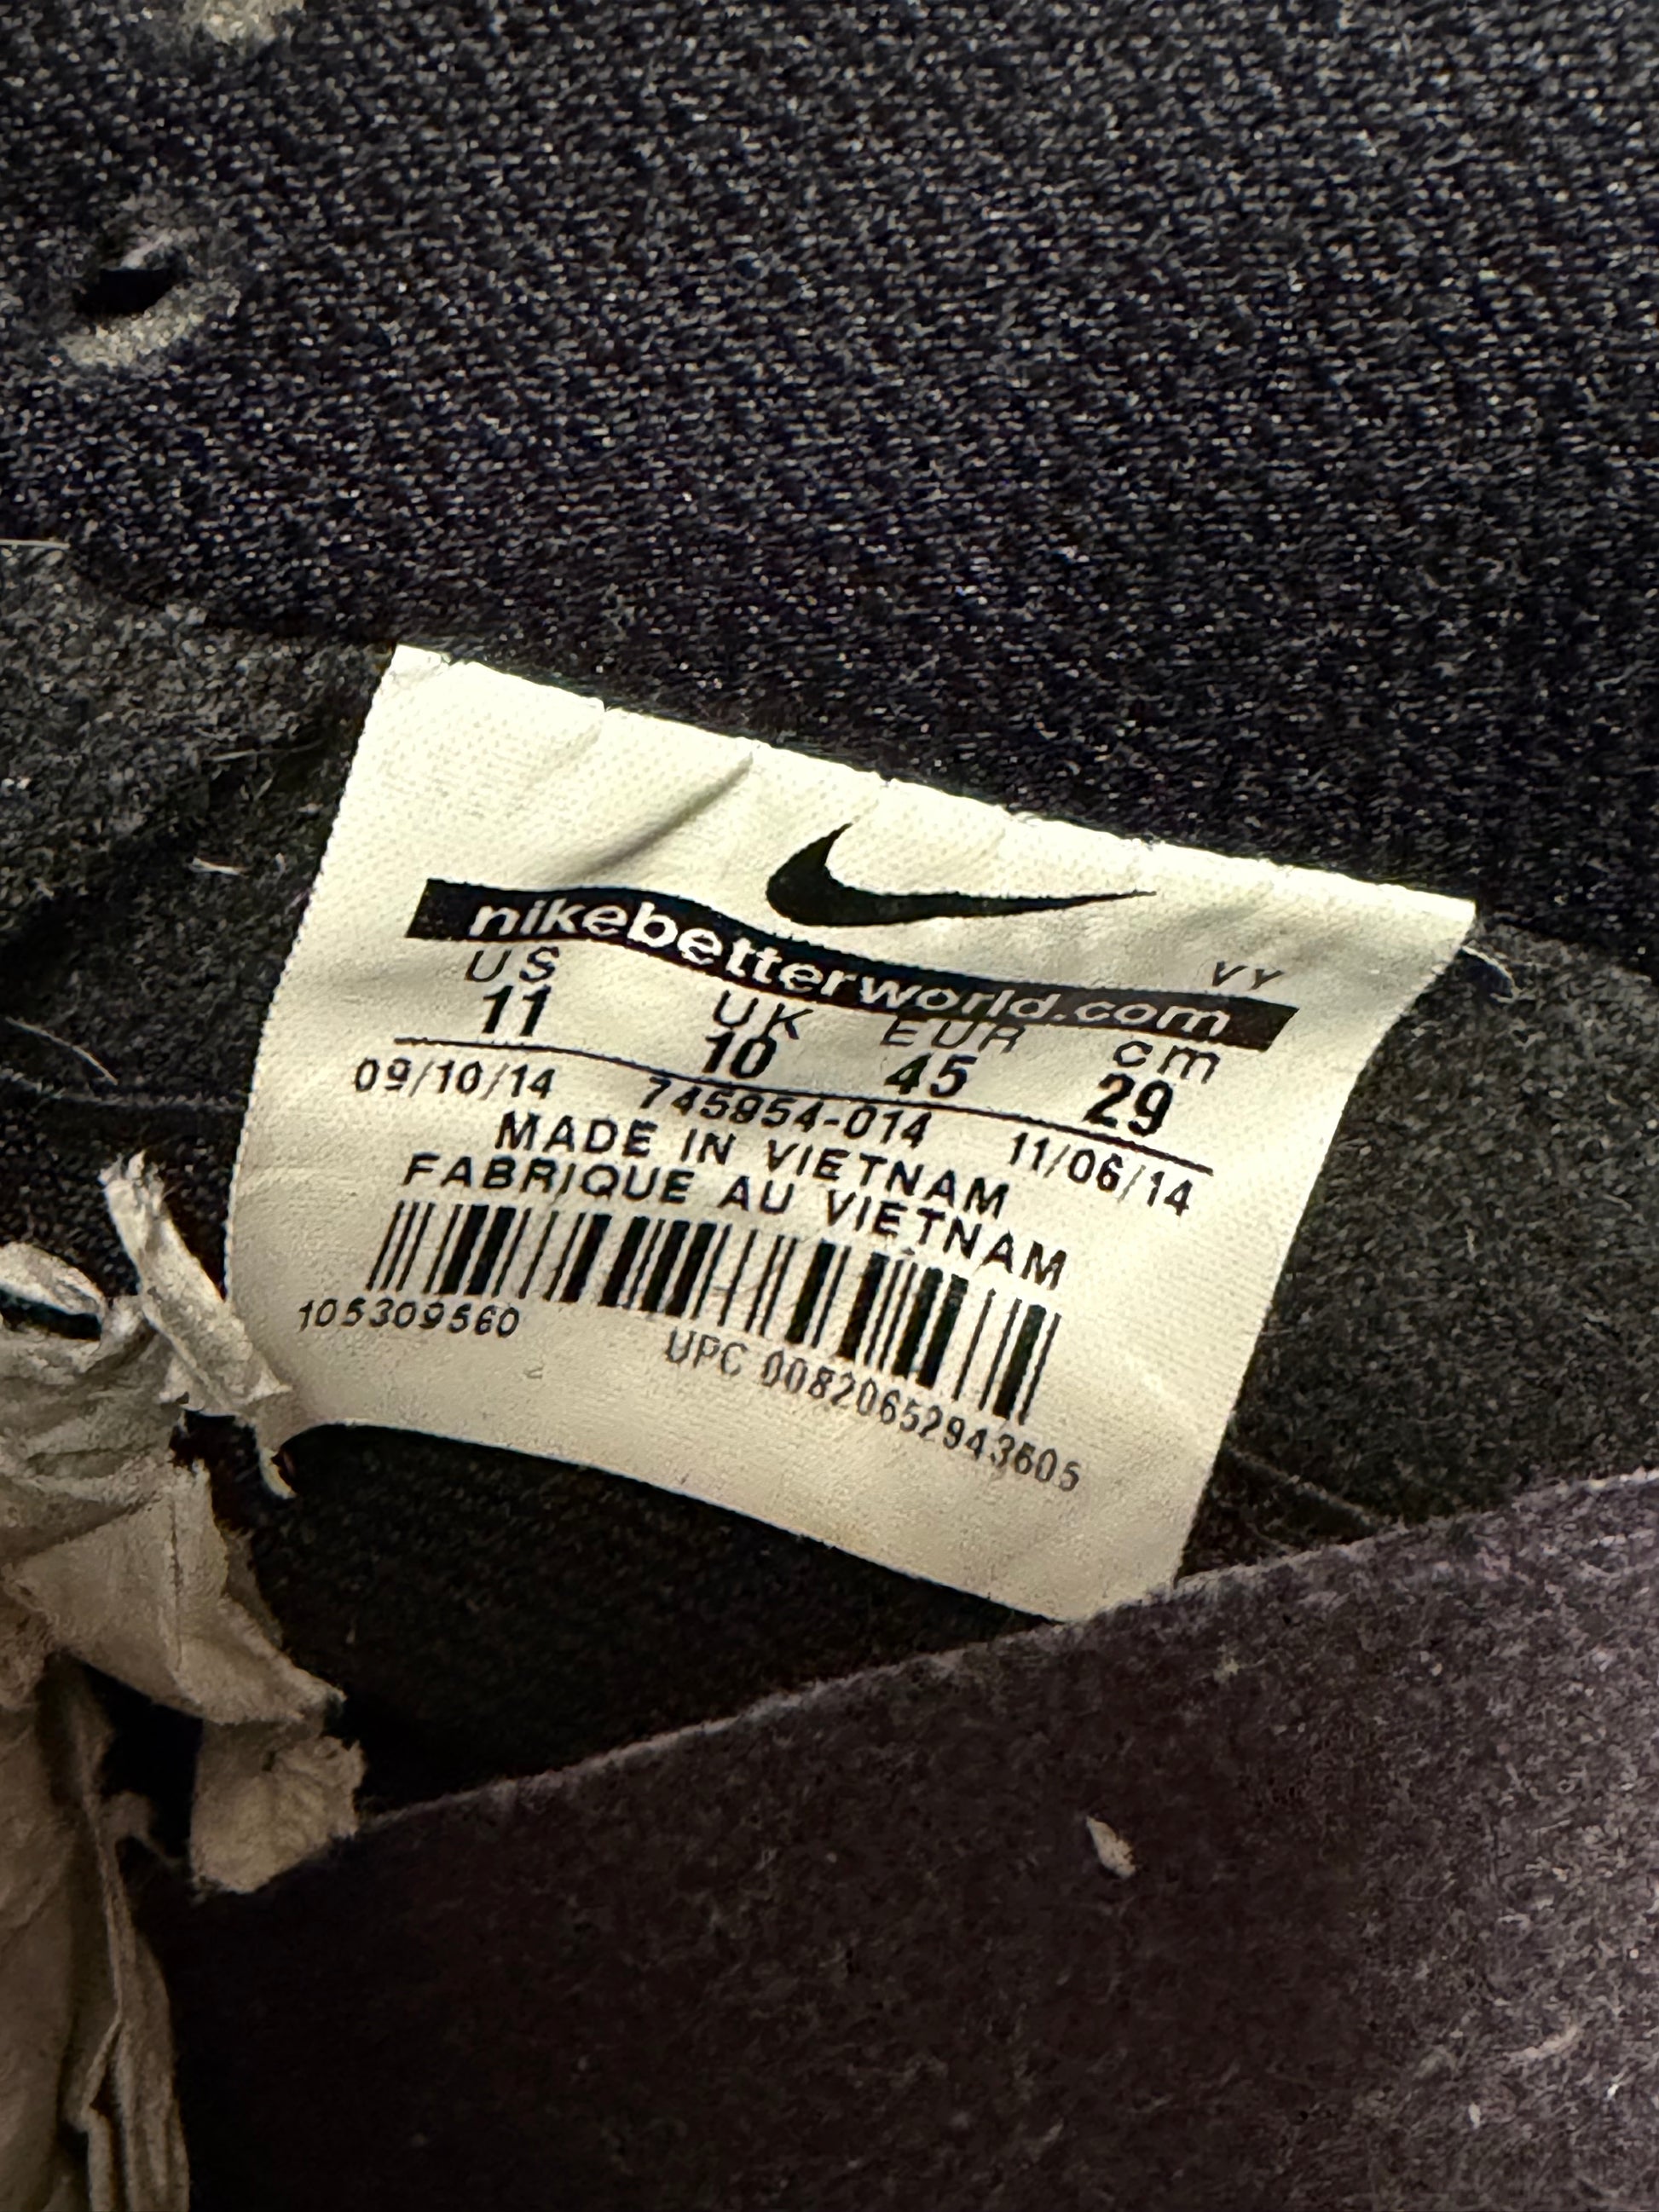 nikebetterworld.com
VY
US UK EUR cm
11 10 45 29
09/10/14 745954-014 11/06/14
MADE IN VIETNAM
FABRIQUE AU VIETNAM
105309560
UPC 00820652943605